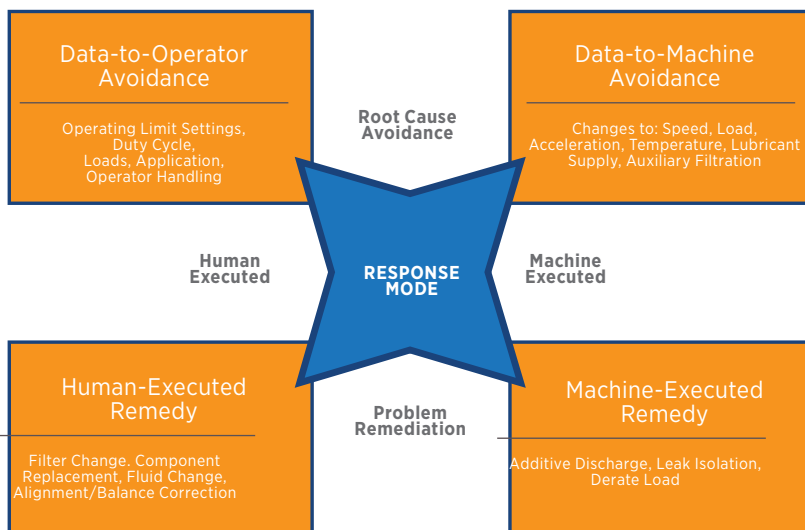 Data-to-Operator
Avoidance
Operating Limit Settings,
Duty Cycle,
Loads, Application,
Operator Handling
Root Cause
Avoidance
Data-to-Machine
Avoidance
Changes to: Speed, Load,
Acceleration, Temperature, Lubricant
Supply, Auxiliary Filtration
Human
Executed
RESPONSE
MODE
Machine
Executed
Human-Executed
Remedy
Filter Change. Component
Replacement, Fluid Change,
Alignment/Balance Correction
Problem
Remediation
Machine-Executed
Remedy
Additive Discharge, Leak Isolation,
Derate Load